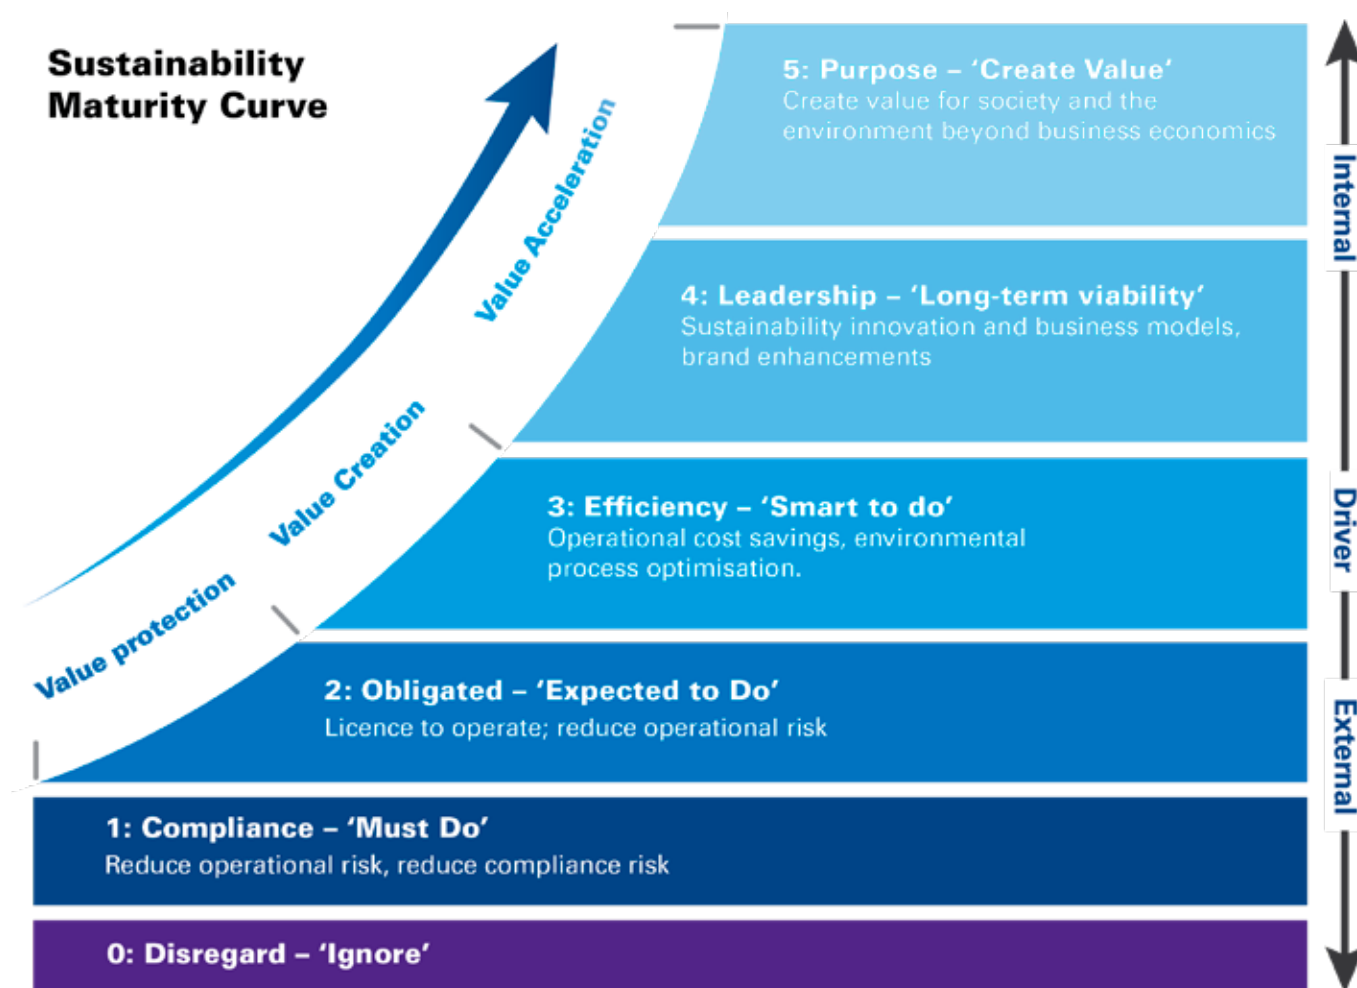 Sustainability
Maturity Curve
5: Purpose – ‘Create Value’
Create value for society and the
environment beyond business economics
4: Leadership – ‘Long-term viability’
Sustainability innovation and business models,
brand enhancements
3: Efficiency – ‘Smart to do’
Operational cost savings, environmental
process optimisation.
2: Obligated – ‘Expected to Do’
Licence to operate; reduce operational risk
1: Compliance – ‘Must Do’
Reduce operational risk, reduce compliance risk
0: Disregard – ‘Ignore’
Value Acceleration
Value Creation
Value protection
Internal
Driver
External